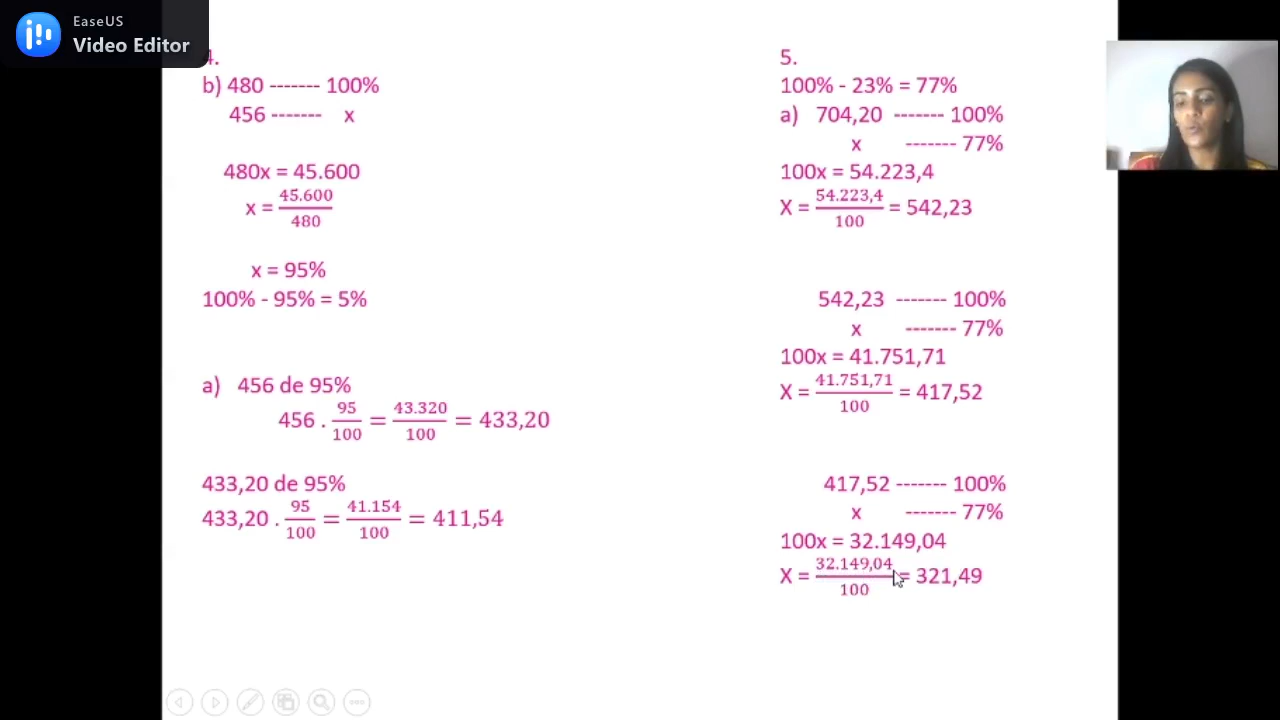 EaseUS
Video Editor
4.
b) 480 ------- 100%
456 ------- x
480x = 45.600
x = 45.600/480
x = 95%
100% - 95% = 5%
a) 456 de 95%
456 . 95/100 = 43.320/100 = 433,20
433,20 de 95%
433,20 . 95/100 = 41.154/100 = 411,54
5.
100% - 23% = 77%
a) 704,20 ------- 100%
x ------- 77%
100x = 54.223,4
X = 54.223,4/100 = 542,23
542,23 ------- 100%
x ------- 77%
100x = 41.751,71
X = 41.751,71/100 = 417,52
417,52 ------- 100%
x ------- 77%
100x = 32.149,04
X = 32.149,04/100 = 321,49